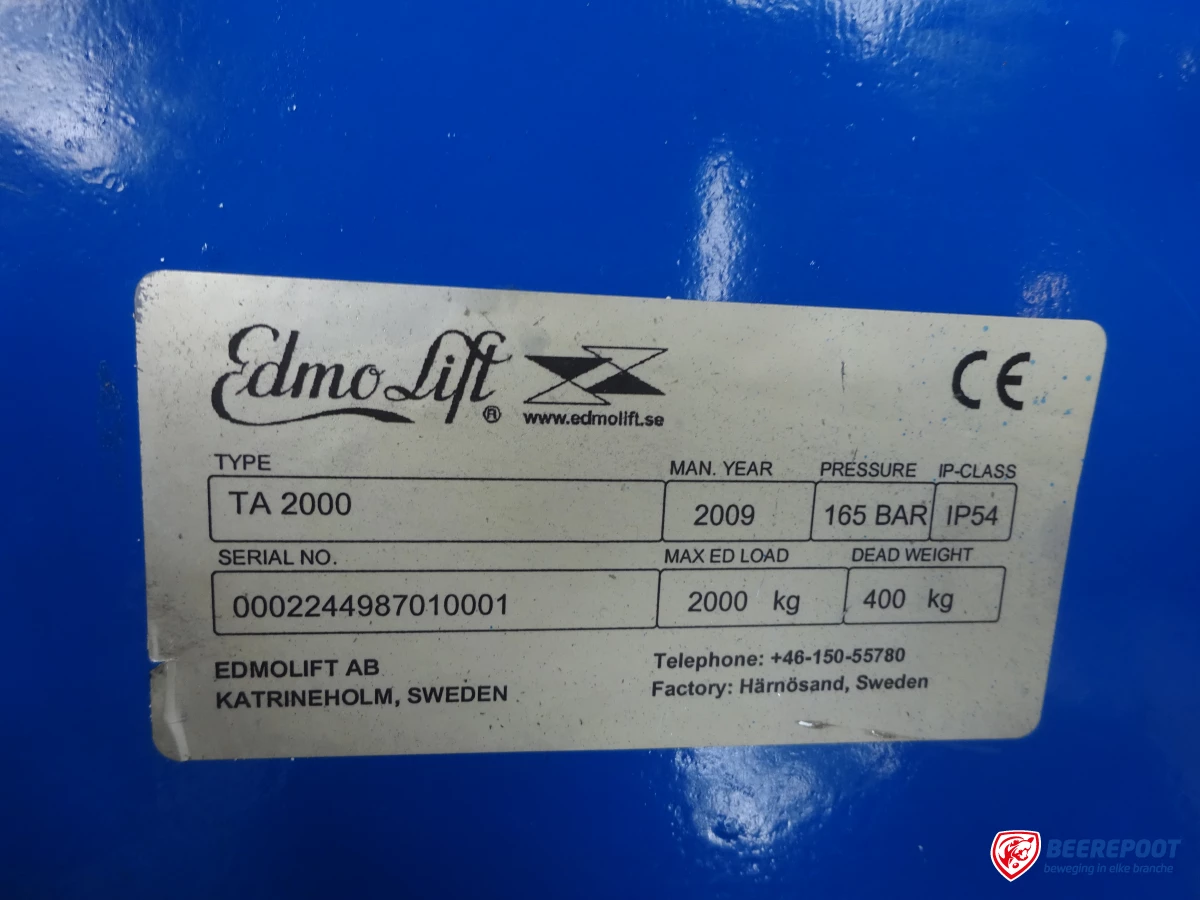 Edmo Lift ®
www.edmolift.se
CE
TYPE MAN. YEAR PRESSURE IP-CLASS
TA 2000 2009 165 BAR IP54
SERIAL NO. MAX ED LOAD DEAD WEIGHT
0002244987010001 2000 kg 400 kg
EDMOLIFT AB Telephone: +46-150-55780
KATRINEHOLM, SWEDEN Factory: Härnösand, Sweden
BEEREPOOT
beweging in elke branche